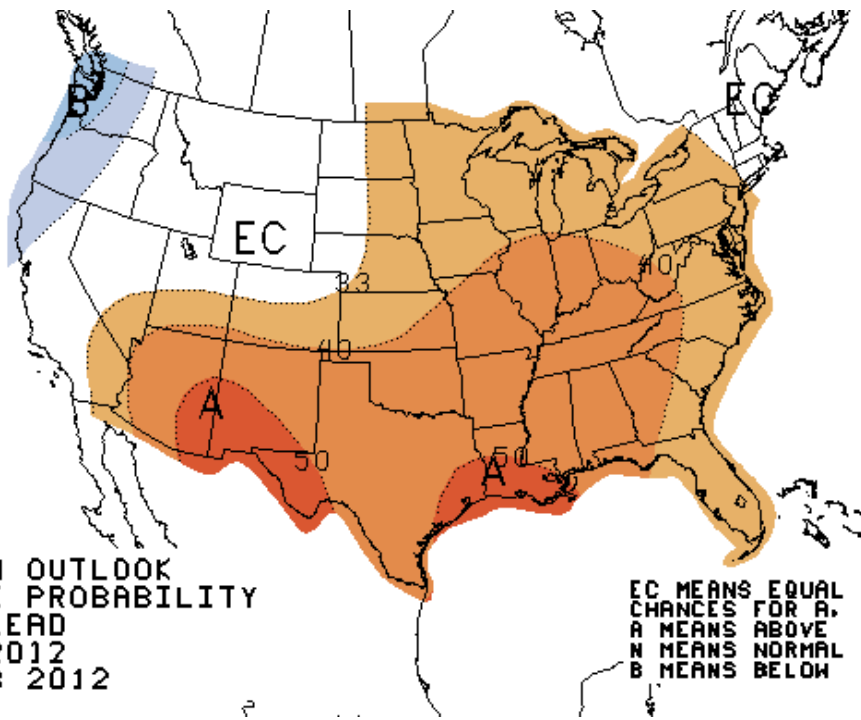 B
EC
EC
33
40
40
A
50
50
A
OUTLOOK
PROBABILITY
2012
2012
EC MEANS EQUAL
CHANCES FOR A,
A MEANS ABOVE
N MEANS NORMAL
B MEANS BELOW